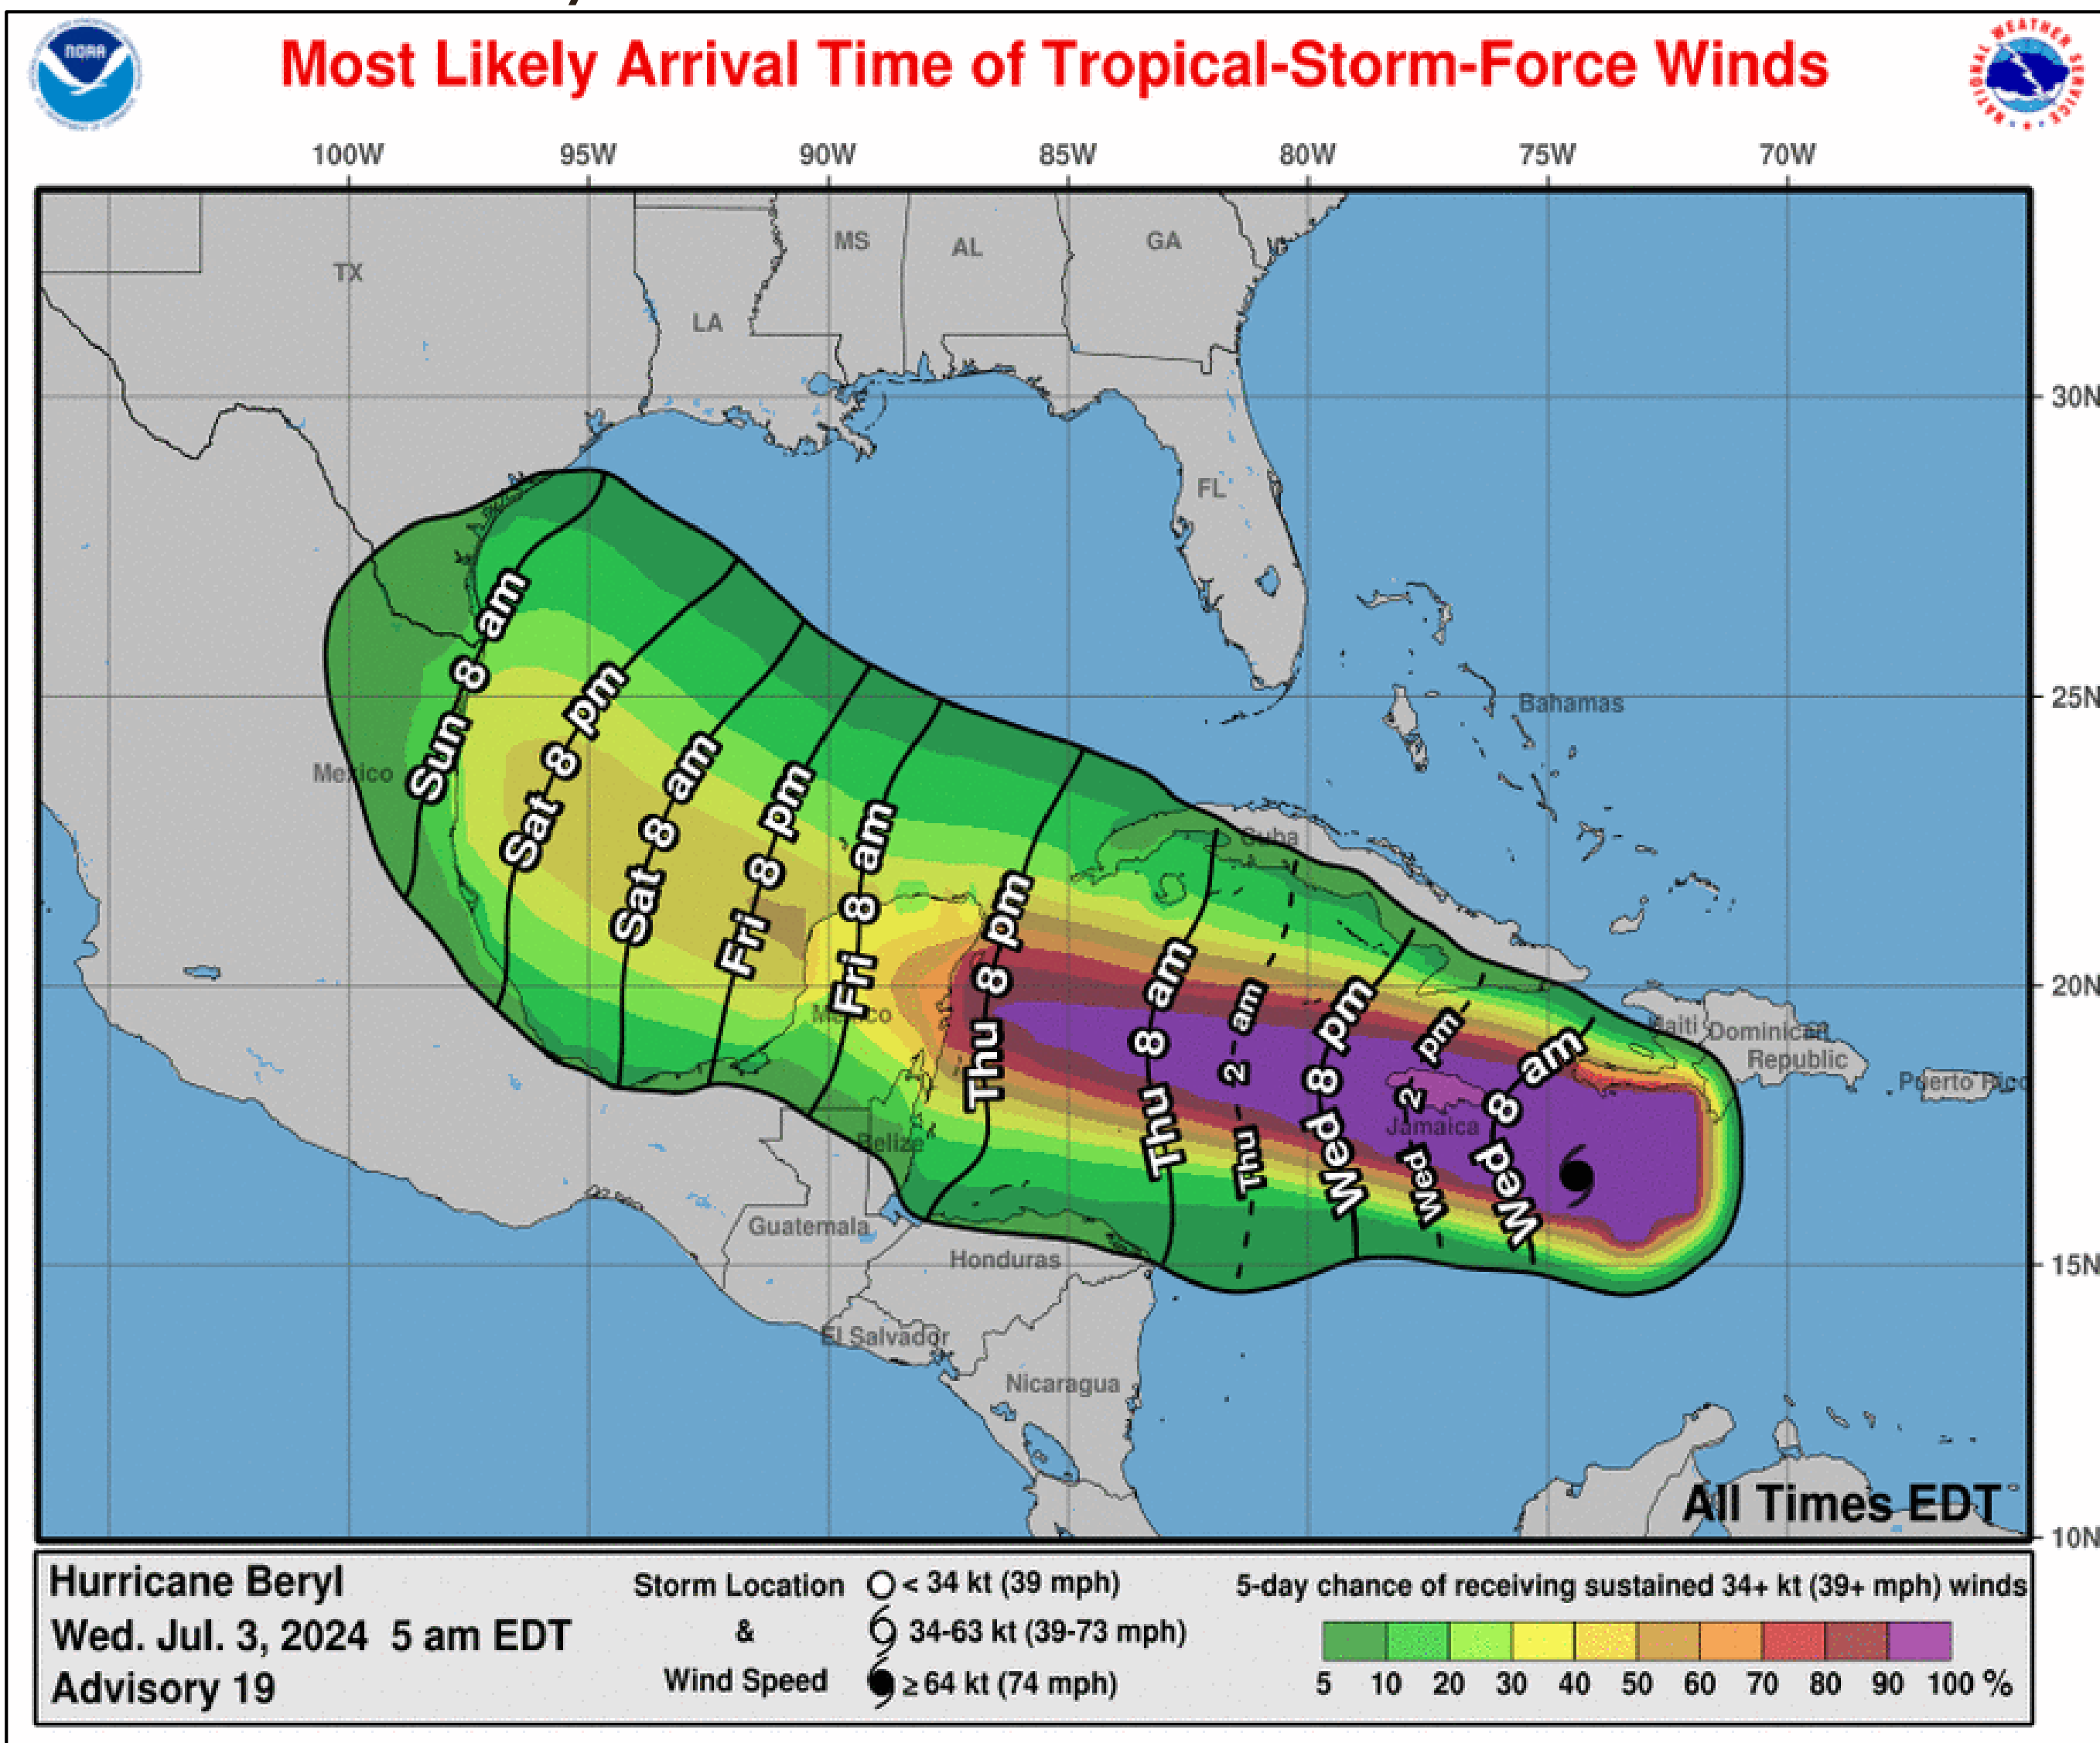 NOAA
Most Likely Arrival Time of Tropical-Storm-Force Winds
NATIONAL WEATHER SERVICE
100W 95W 90W 85W 80W 75W 70W
TX
LA
MS
AL
GA
FL
30N
25N
20N
15N
10N
Bahamas
Cuba
Haiti
Dominican
Republic
Puerto Rico
Jamaica
Mexico
Mexico
Belize
Guatemala
Honduras
El Salvador
Nicaragua
Sun 8 am
Sat 8 pm
Sat 8 am
Fri 8 pm
Fri 8 am
Thu 8 pm
Thu 8 am
Thu 2 am
Wed 8 pm
Wed 2 pm
Wed 8 am
All Times EDT
Hurricane Beryl
Wed. Jul. 3, 2024 5 am EDT
Advisory 19
Storm Location
&
Wind Speed
< 34 kt (39 mph)
34-63 kt (39-73 mph)
≥ 64 kt (74 mph)
5-day chance of receiving sustained 34+ kt (39+ mph) winds
5 10 20 30 40 50 60 70 80 90 100 %